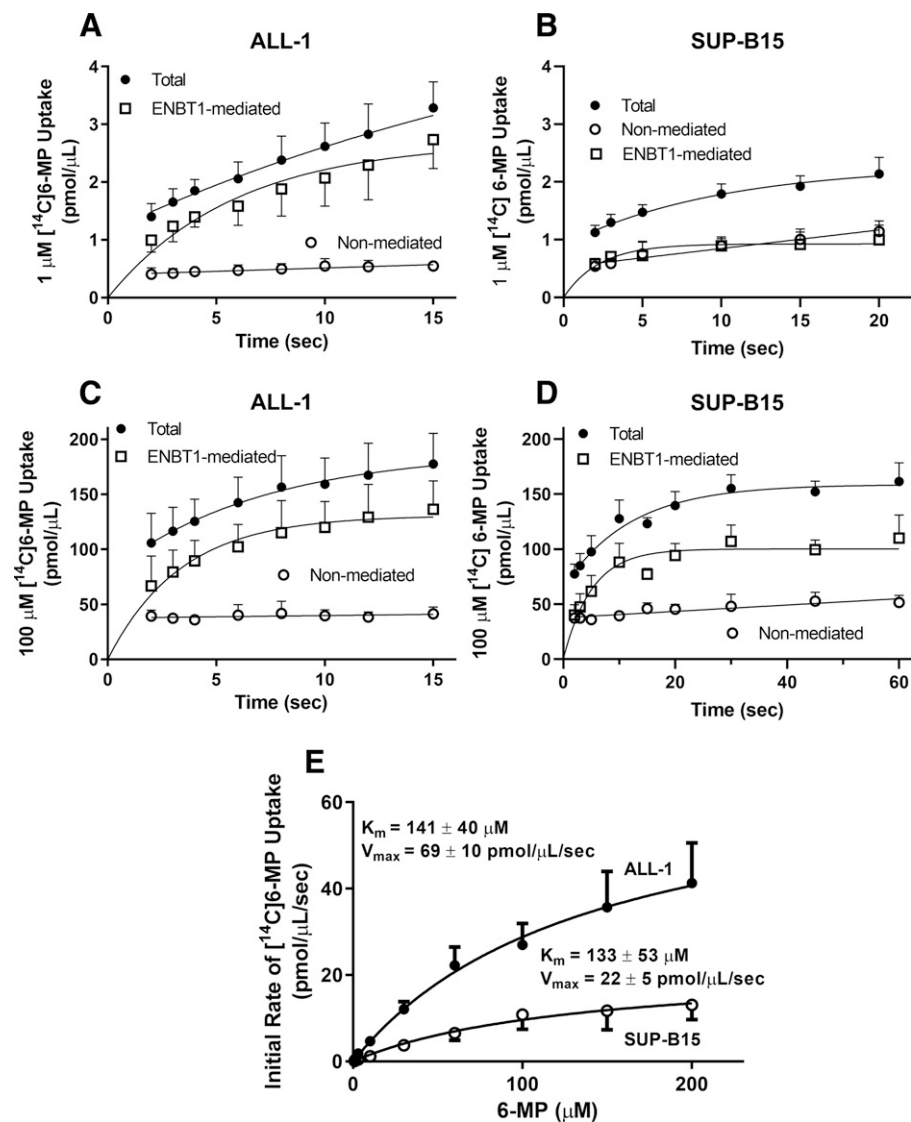 A
ALL-1
Total
ENBT1-mediated
Non-mediated
1 μM [¹⁴C]6-MP Uptake
(pmol/μL)
4
3
2
1
0
0 5 10 15
Time (sec)
B
SUP-B15
Total
Non-mediated
ENBT1-mediated
1 μM [¹⁴C] 6-MP Uptake
(pmol/μL)
4
3
2
1
0
0 5 10 15 20
Time (sec)
C
ALL-1
Total
ENBT1-mediated
Non-mediated
100 μM [¹⁴C]6-MP Uptake
(pmol/μL)
200
150
100
50
0
0 5 10 15
Time (sec)
D
SUP-B15
Total
ENBT1-mediated
Non-mediated
100 μM [¹⁴C] 6-MP Uptake
(pmol/μL)
200
150
100
50
0
0 20 40 60
Time (sec)
E
Initial Rate of [¹⁴C]6-MP Uptake
(pmol/μL/sec)
60
40
20
0
Kₘ = 141 ± 40 μM
Vₘₐₓ = 69 ± 10 pmol/μL/sec
ALL-1
Kₘ = 133 ± 53 μM
Vₘₐₓ = 22 ± 5 pmol/μL/sec
SUP-B15
0 100 200
6-MP (μM)